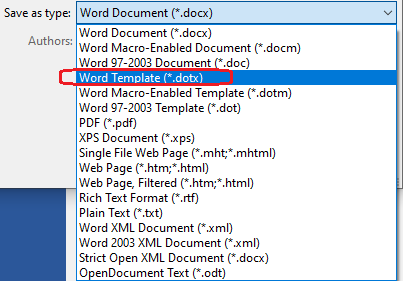 Save as type: Word Document (*.docx)
Authors:
Word Document (*.docx)
Word Macro-Enabled Document (*.docm)
Word 97-2003 Document (*.doc)
Word Template (*.dotx)
Word Macro-Enabled Template (*.dotm)
Word 97-2003 Template (*.dot)
PDF (*.pdf)
XPS Document (*.xps)
Single File Web Page (*.mht;*.mhtml)
Web Page (*.htm;*.html)
Web Page, Filtered (*.htm;*.html)
Rich Text Format (*.rtf)
Plain Text (*.txt)
Word XML Document (*.xml)
Word 2003 XML Document (*.xml)
Strict Open XML Document (*.docx)
OpenDocument Text (*.odt)